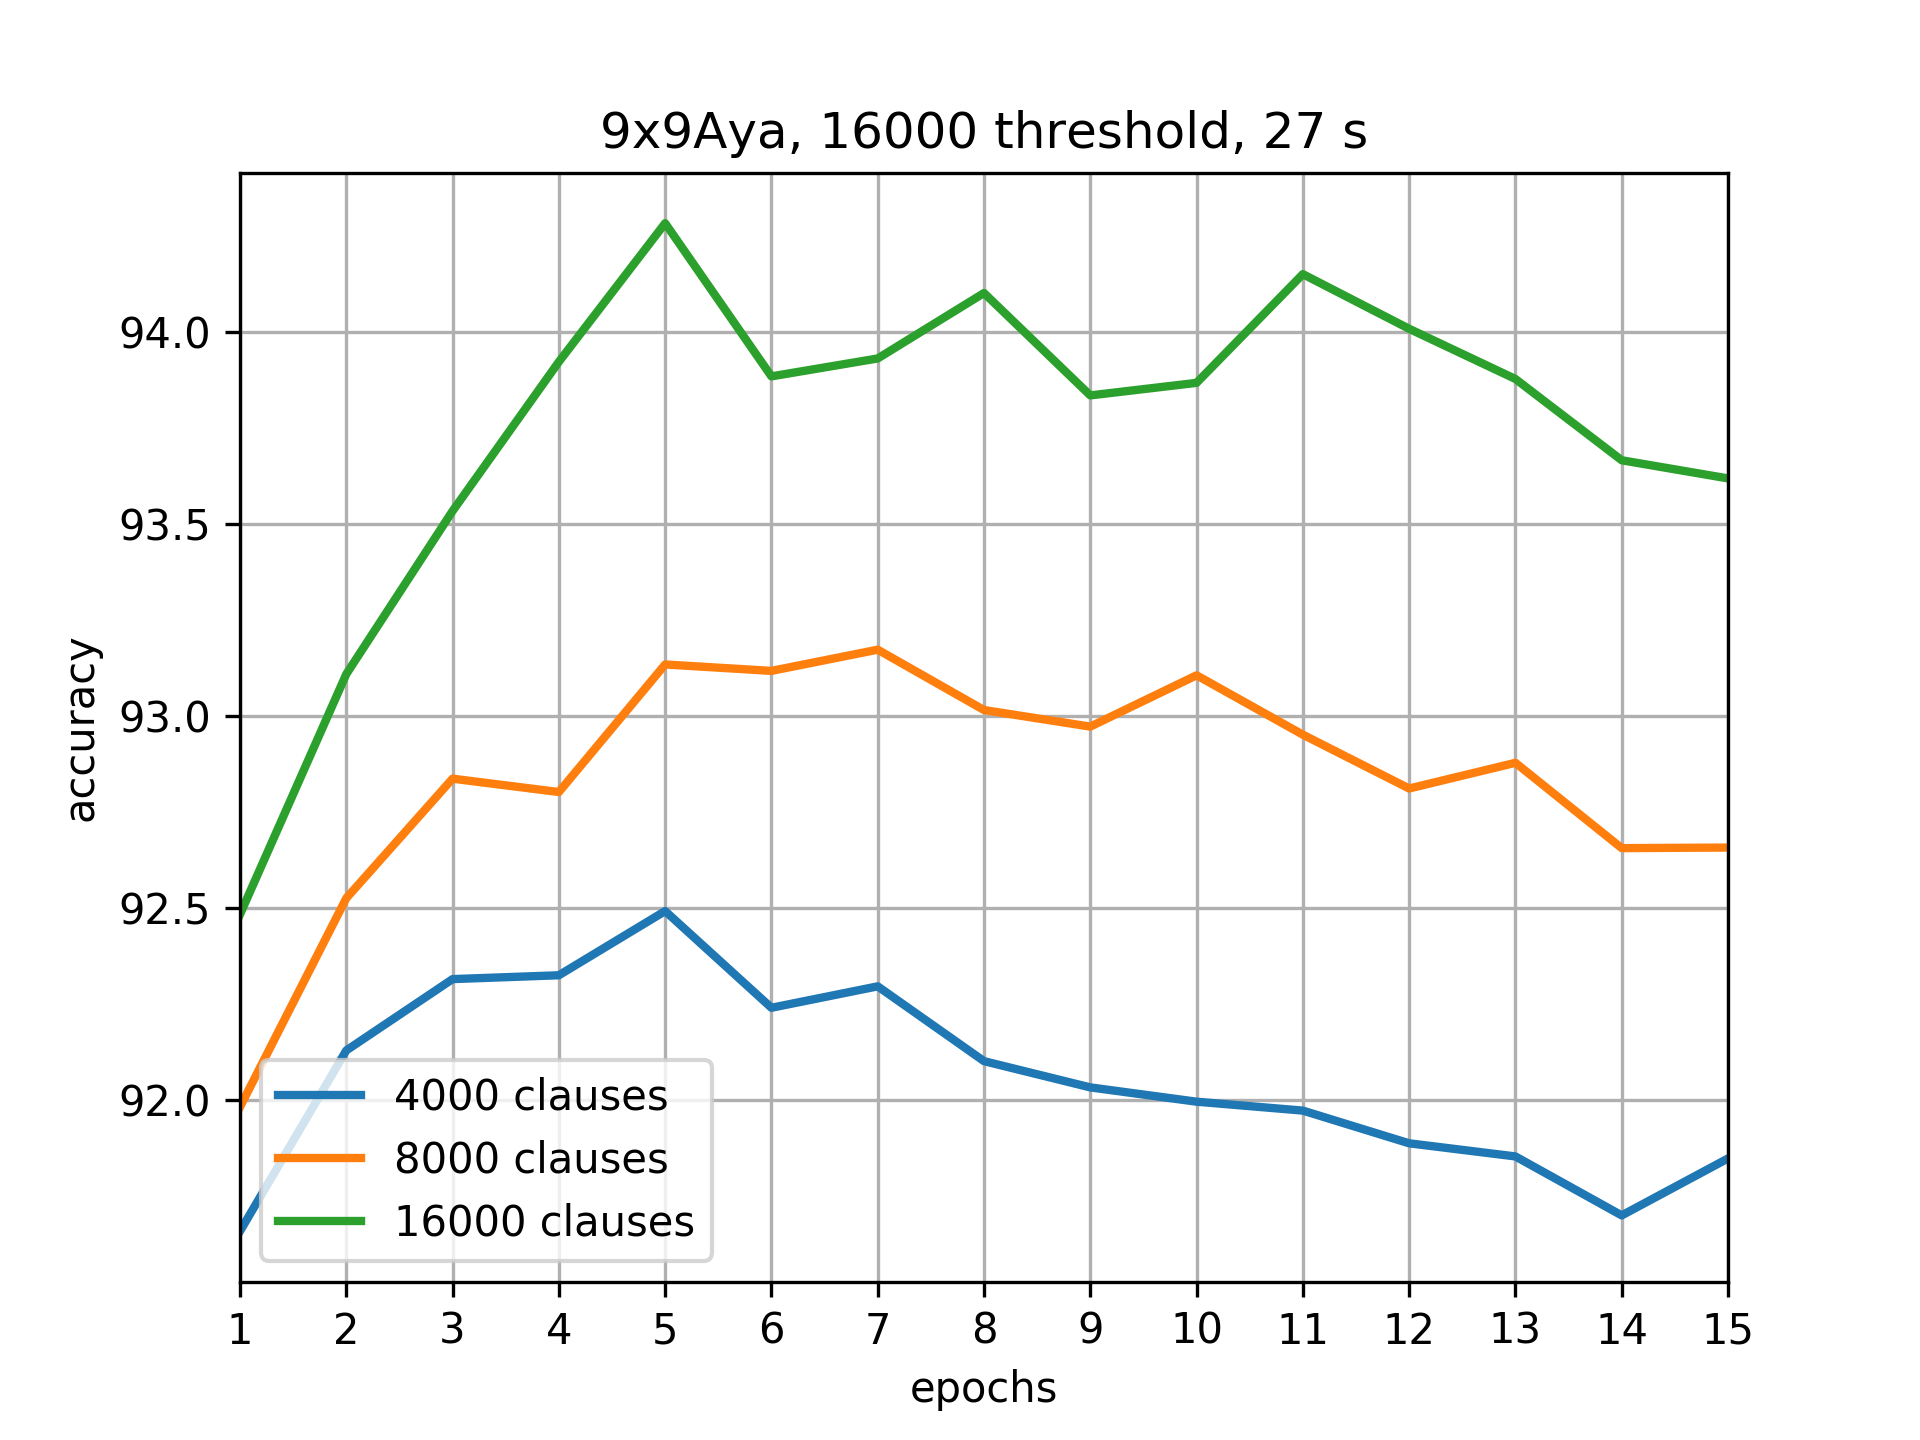 9x9Aya, 16000 threshold, 27 s
accuracy
94.0
93.5
93.0
92.5
92.0
4000 clauses
8000 clauses
16000 clauses
1 2 3 4 5 6 7 8 9 10 11 12 13 14 15
epochs